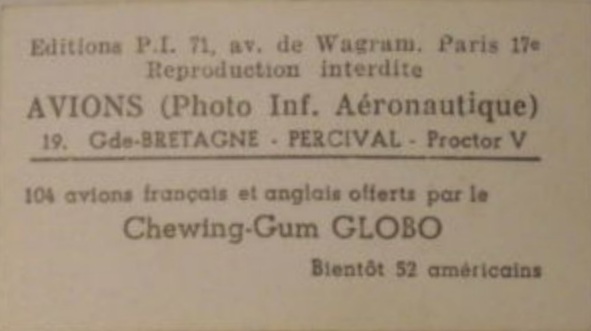 Editions P.I. 71, av. de Wagram. Paris 17e
Reproduction interdite
AVIONS (Photo Inf. Aéronautique)
19. Gde-BRETAGNE - PERCIVAL - Proctor V
104 avions français et anglais offerts par le
Chewing-Gum GLOBO
Bientôt 52 américains